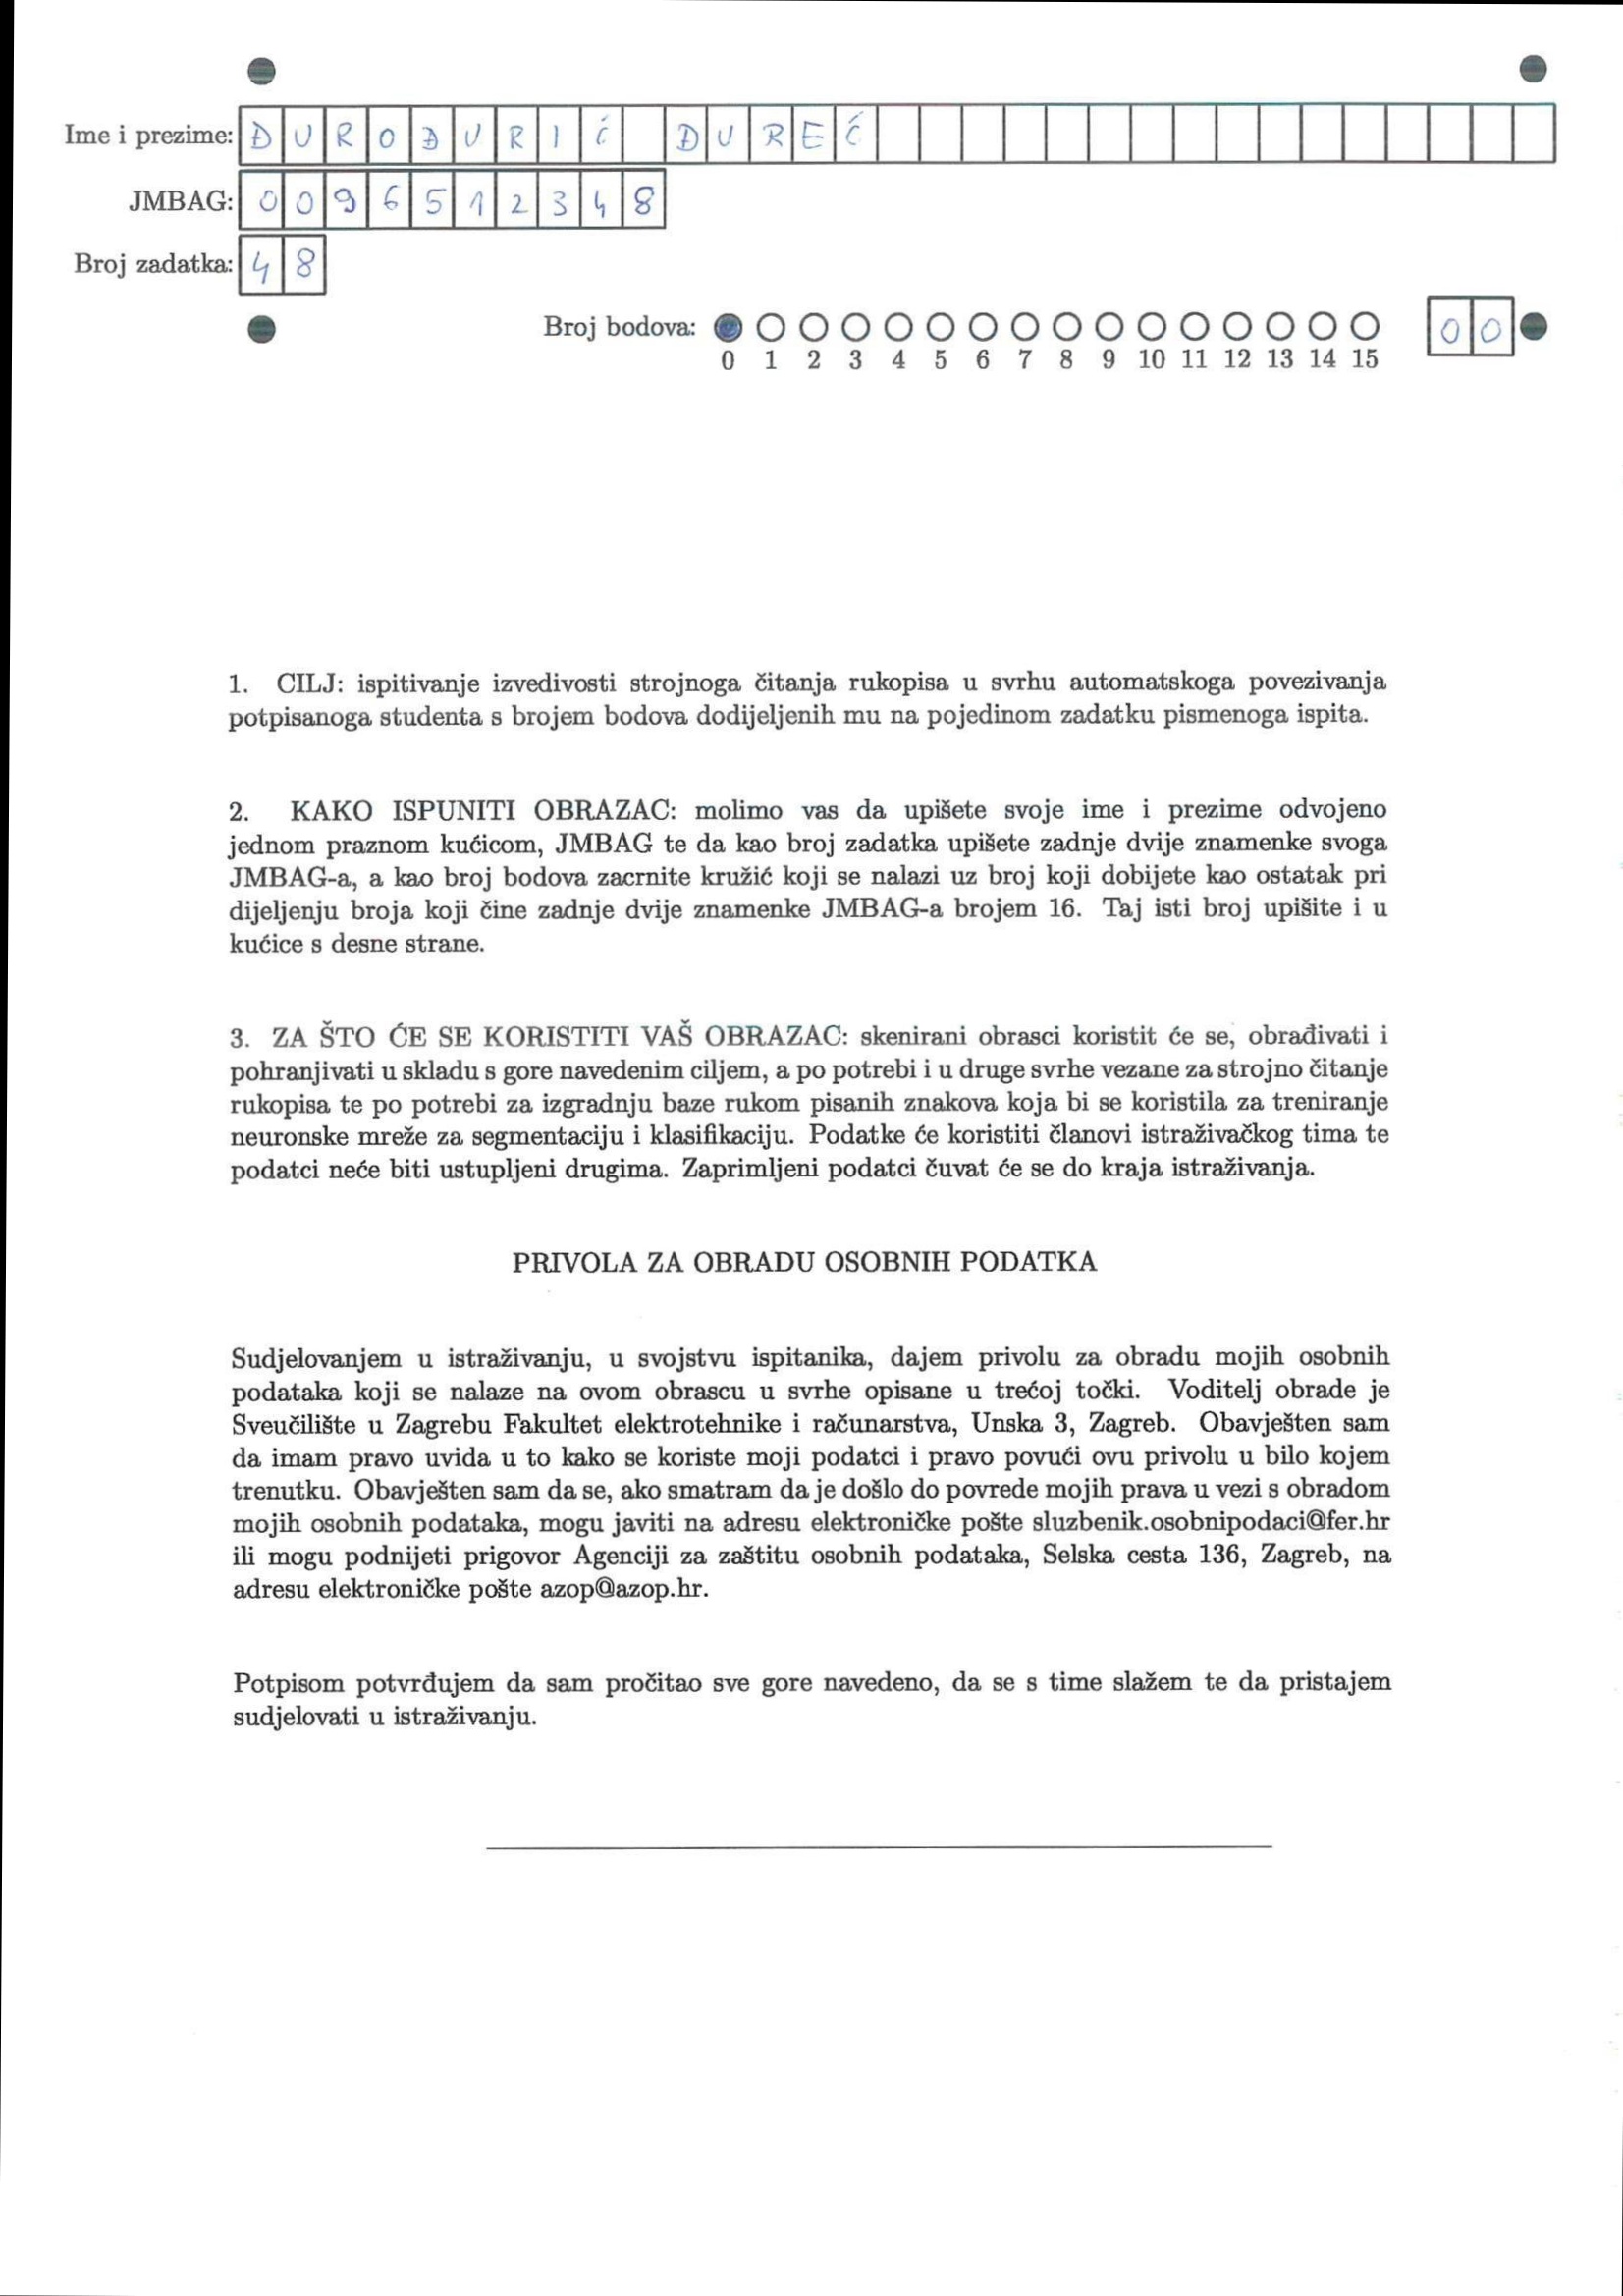 Ime i prezime: ĐUROĐURIĆ ĐUREĆ
JMBAG: 0096512348
Broj zadatka: 48
Broj bodova: 00
0 1 2 3 4 5 6 7 8 9 10 11 12 13 14 15
1. CILJ: ispitivanje izvedivosti strojnoga čitanja rukopisa u svrhu automatskoga povezivanja
potpisanoga studenta s brojem bodova dodijeljenih mu na pojedinom zadatku pismenoga ispita.
2. KAKO ISPUNITI OBRAZAC: molimo vas da upišete svoje ime i prezime odvojeno
jednom praznom kućicom, JMBAG te da kao broj zadatka upišete zadnje dvije znamenke svoga
JMBAG-a, a kao broj bodova zacrnite kružić koji se nalazi uz broj koji dobijete kao ostatak pri
dijeljenju broja koji čine zadnje dvije znamenke JMBAG-a brojem 16. Taj isti broj upišite i u
kućice s desne strane.
3. ZA ŠTO ĆE SE KORISTITI VAŠ OBRAZAC: skenirani obrasci koristit će se, obrađivati i
pohranjivati u skladu s gore navedenim ciljem, a po potrebi i u druge svrhe vezane za strojno čitanje
rukopisa te po potrebi za izgradnju baze rukom pisanih znakova koja bi se koristila za treniranje
neuronske mreže za segmentaciju i klasifikaciju. Podatke će koristiti članovi istraživačkog tima te
podatci neće biti ustupljeni drugima. Zaprimljeni podatci čuvat će se do kraja istraživanja.
PRIVOLA ZA OBRADU OSOBNIH PODATKA
Sudjelovanjem u istraživanju, u svojstvu ispitanika, dajem privolu za obradu mojih osobnih
podataka koji se nalaze na ovom obrascu u svrhe opisane u trećoj točki. Voditelj obrade je
Sveučilište u Zagrebu Fakultet elektrotehnike i računarstva, Unska 3, Zagreb. Obavješten sam
da imam pravo uvida u to kako se koriste moji podatci i pravo povući ovu privolu u bilo kojem
trenutku. Obavješten sam da se, ako smatram da je došlo do povrede mojih prava u vezi s obradom
mojih osobnih podataka, mogu javiti na adresu elektroničke pošte sluzbenik.osobnipodaci@fer.hr
ili mogu podnijeti prigovor Agenciji za zaštitu osobnih podataka, Selska cesta 136, Zagreb, na
adresu elektroničke pošte azop@azop.hr.
Potpisom potvrđujem da sam pročitao sve gore navedeno, da se s time slažem te da pristajem
sudjelovati u istraživanju.